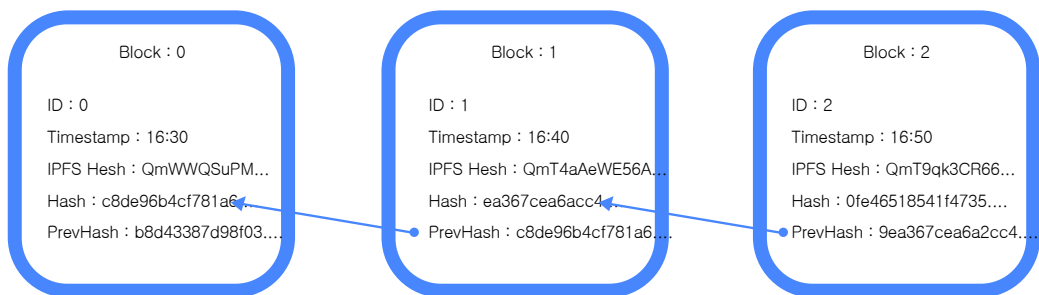 Block : 0
ID : 0
Timestamp : 16:30
IPFS Hesh : QmWWQSuPM...
Hash : c8de96b4cf781a6...
PrevHash : b8d43387d98f03....
Block : 1
ID : 1
Timestamp : 16:40
IPFS Hesh : QmT4aAeWE56A...
Hash : ea367cea6acc4....
PrevHash : c8de96b4cf781a6....
Block : 2
ID : 2
Timestamp : 16:50
IPFS Hesh : QmT9qk3CR66...
Hash : 0fe46518541f4735....
PrevHash : 9ea367cea6a2cc4....